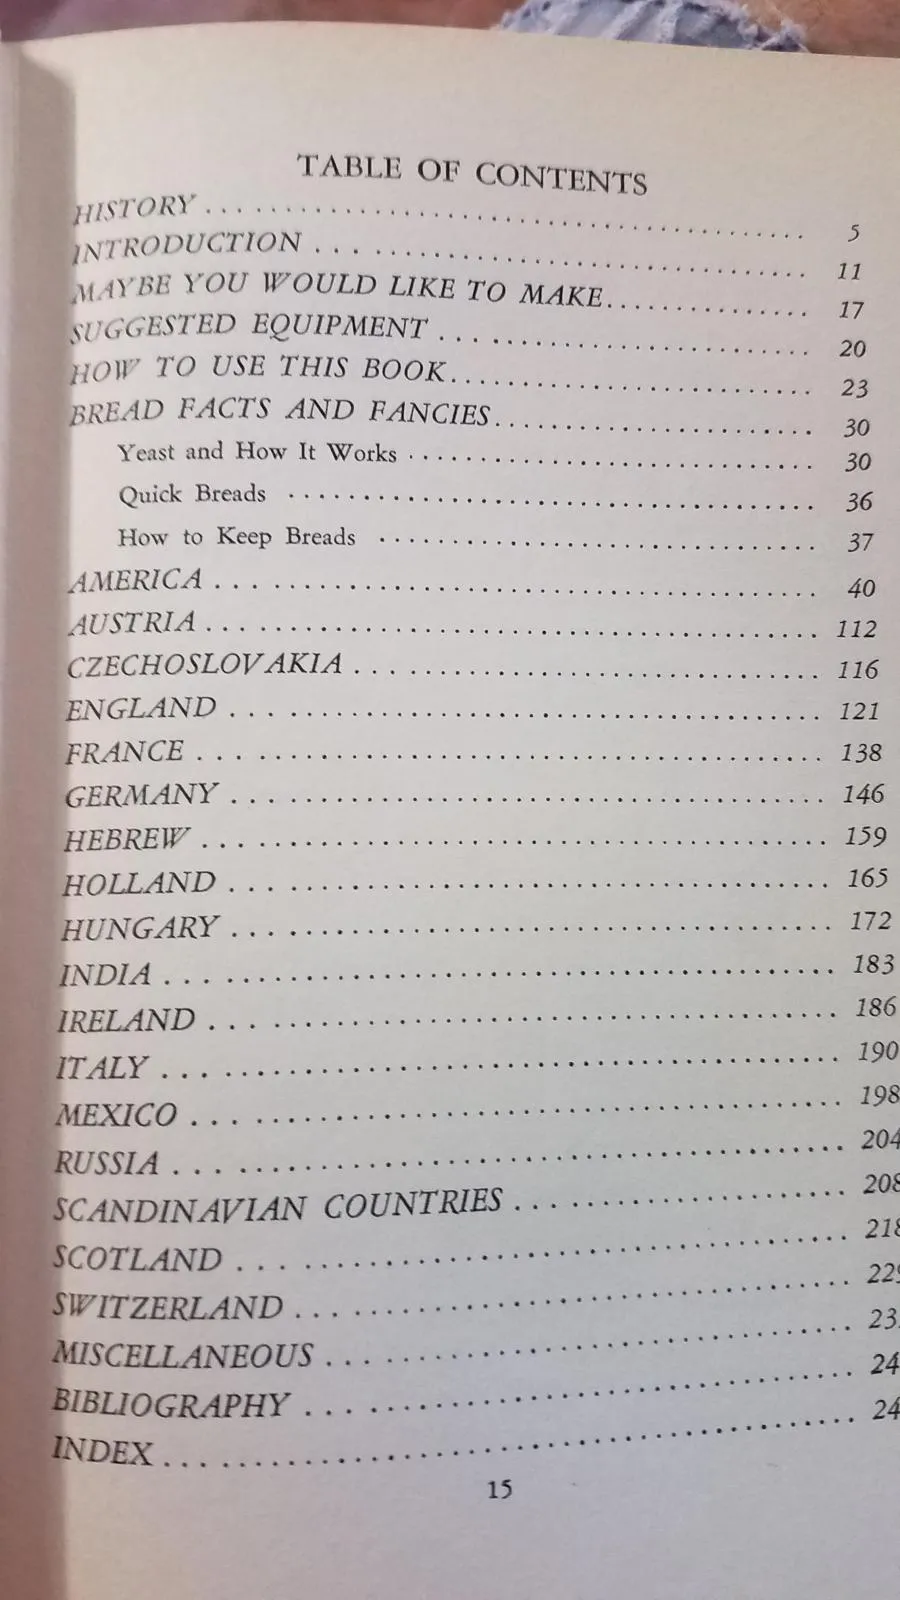 TABLE OF CONTENTS
HISTORY ........ 5
INTRODUCTION ........ 11
MAYBE YOU WOULD LIKE TO MAKE ........ 17
SUGGESTED EQUIPMENT ........ 20
HOW TO USE THIS BOOK ........ 23
BREAD FACTS AND FANCIES ........ 30
Yeast and How It Works ........ 30
Quick Breads ........ 36
How to Keep Breads ........ 37
AMERICA ........ 40
AUSTRIA ........ 112
CZECHOSLOVAKIA ........ 116
ENGLAND ........ 121
FRANCE ........ 138
GERMANY ........ 146
HEBREW ........ 159
HOLLAND ........ 165
HUNGARY ........ 172
INDIA ........ 183
IRELAND ........ 186
ITALY ........ 190
MEXICO ........ 198
RUSSIA ........ 204
SCANDINAVIAN COUNTRIES ........ 208
SCOTLAND ........ 218
SWITZERLAND ........
MISCELLANEOUS ........
BIBLIOGRAPHY ........
INDEX ........
15